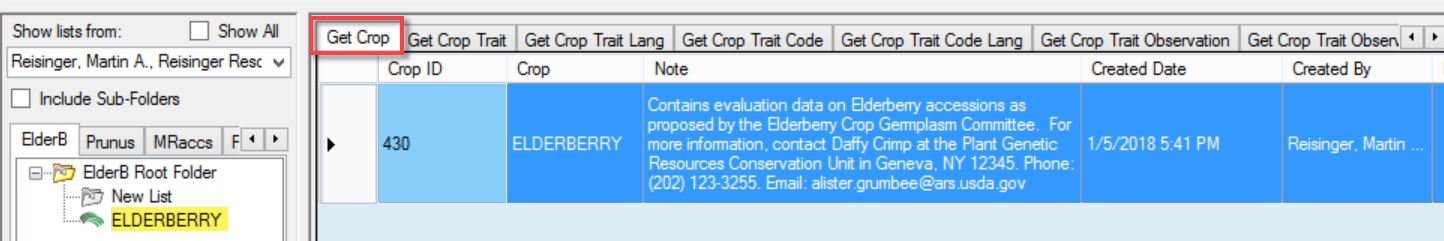 Show lists from:
Show All
Reisinger, Martin A., Reisinger Resc
Include Sub-Folders
ElderB
Prunus
MRaccs
F
ElderB Root Folder
New List
ELDERBERRY
Get Crop
Get Crop Trait
Get Crop Trait Lang
Get Crop Trait Code
Get Crop Trait Code Lang
Get Crop Trait Observation
Get Crop Trait Observ
Crop ID
Crop
Note
Created Date
Created By
430
ELDERBERRY
Contains evaluation data on Elderberry accessions as
proposed by the Elderberry Crop Germplasm Committee. For
more information, contact Daffy Crimp at the Plant Genetic
Resources Conservation Unit in Geneva, NY 12345. Phone:
(202) 123-3255. Email: alister.grumbee@ars.usda.gov
1/5/2018 5:41 PM
Reisinger, Martin ...